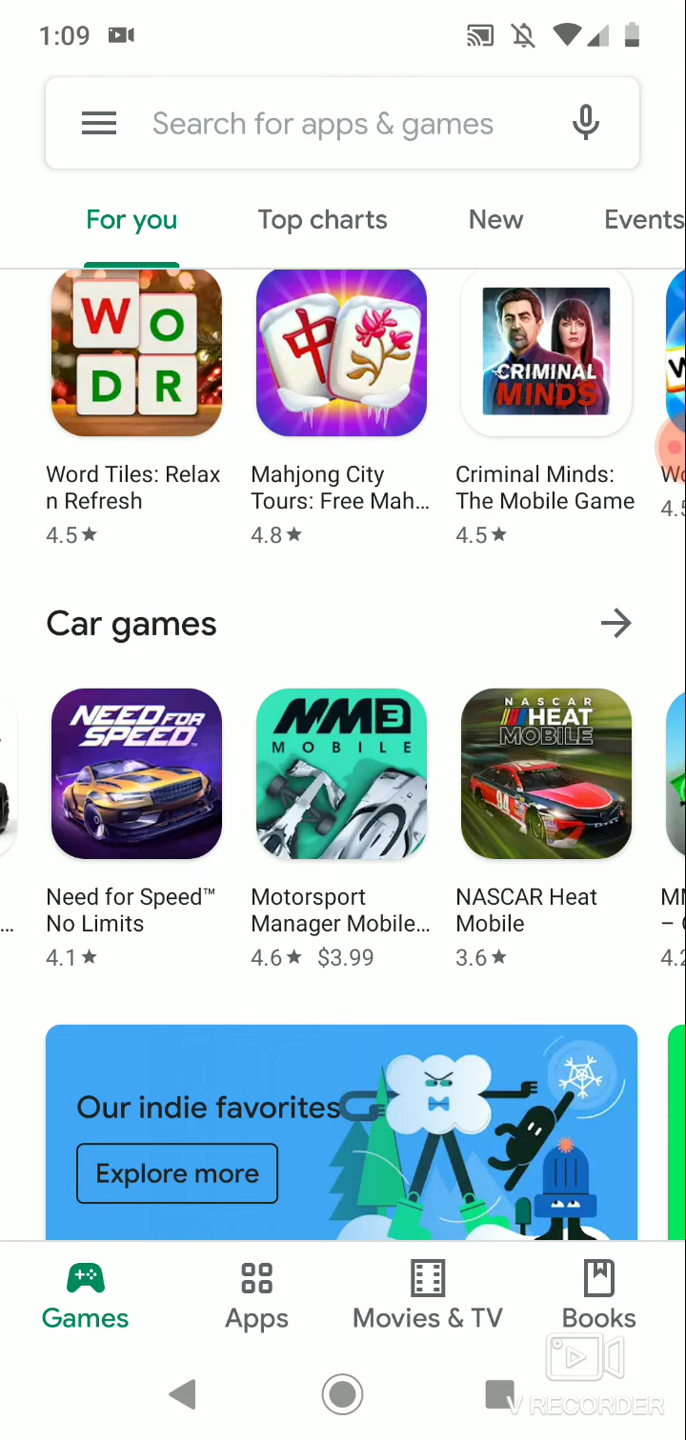 1:09
Search for apps & games
For you Top charts New Events
W O
D R
中
CRIMINAL
MINDS
W
Word Tiles: Relax
n Refresh
4.5★
Mahjong City
Tours: Free Mah...
4.8★
Criminal Minds:
The Mobile Game
4.5★
Car games
NEED FOR
SPEED™
MM3
MOBILE
NASCAR
HEAT
MOBILE
...
Need for Speed™
No Limits
4.1★
Motorsport
Manager Mobile...
4.6★ $3.99
NASCAR Heat
Mobile
3.6★
Our indie favorites
Explore more
Games Apps Movies & TV Books
V RECORDER